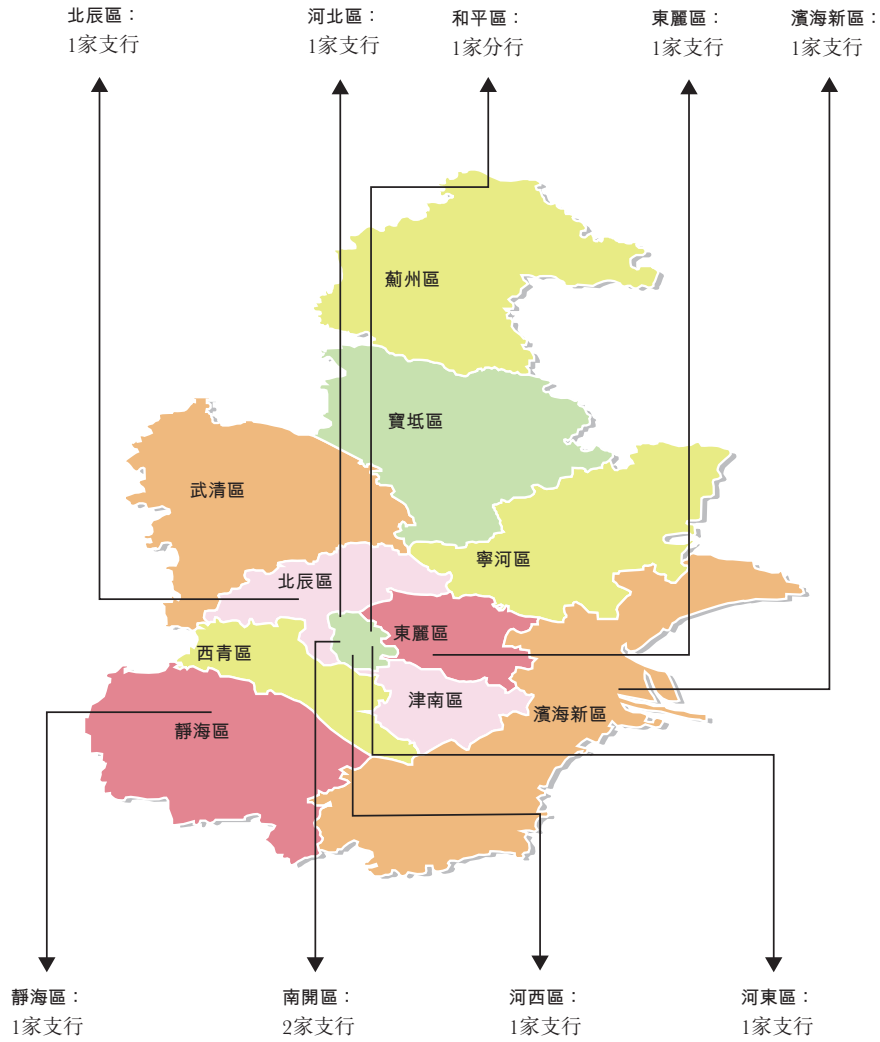 北辰區：
1家支行
河北區：
1家支行
和平區：
1家分行
東麗區：
1家支行
濱海新區：
1家支行
薊州區
寶坻區
武清區
寧河區
北辰區
東麗區
西青區
津南區
濱海新區
靜海區
靜海區：
1家支行
南開區：
2家支行
河西區：
1家支行
河東區：
1家支行